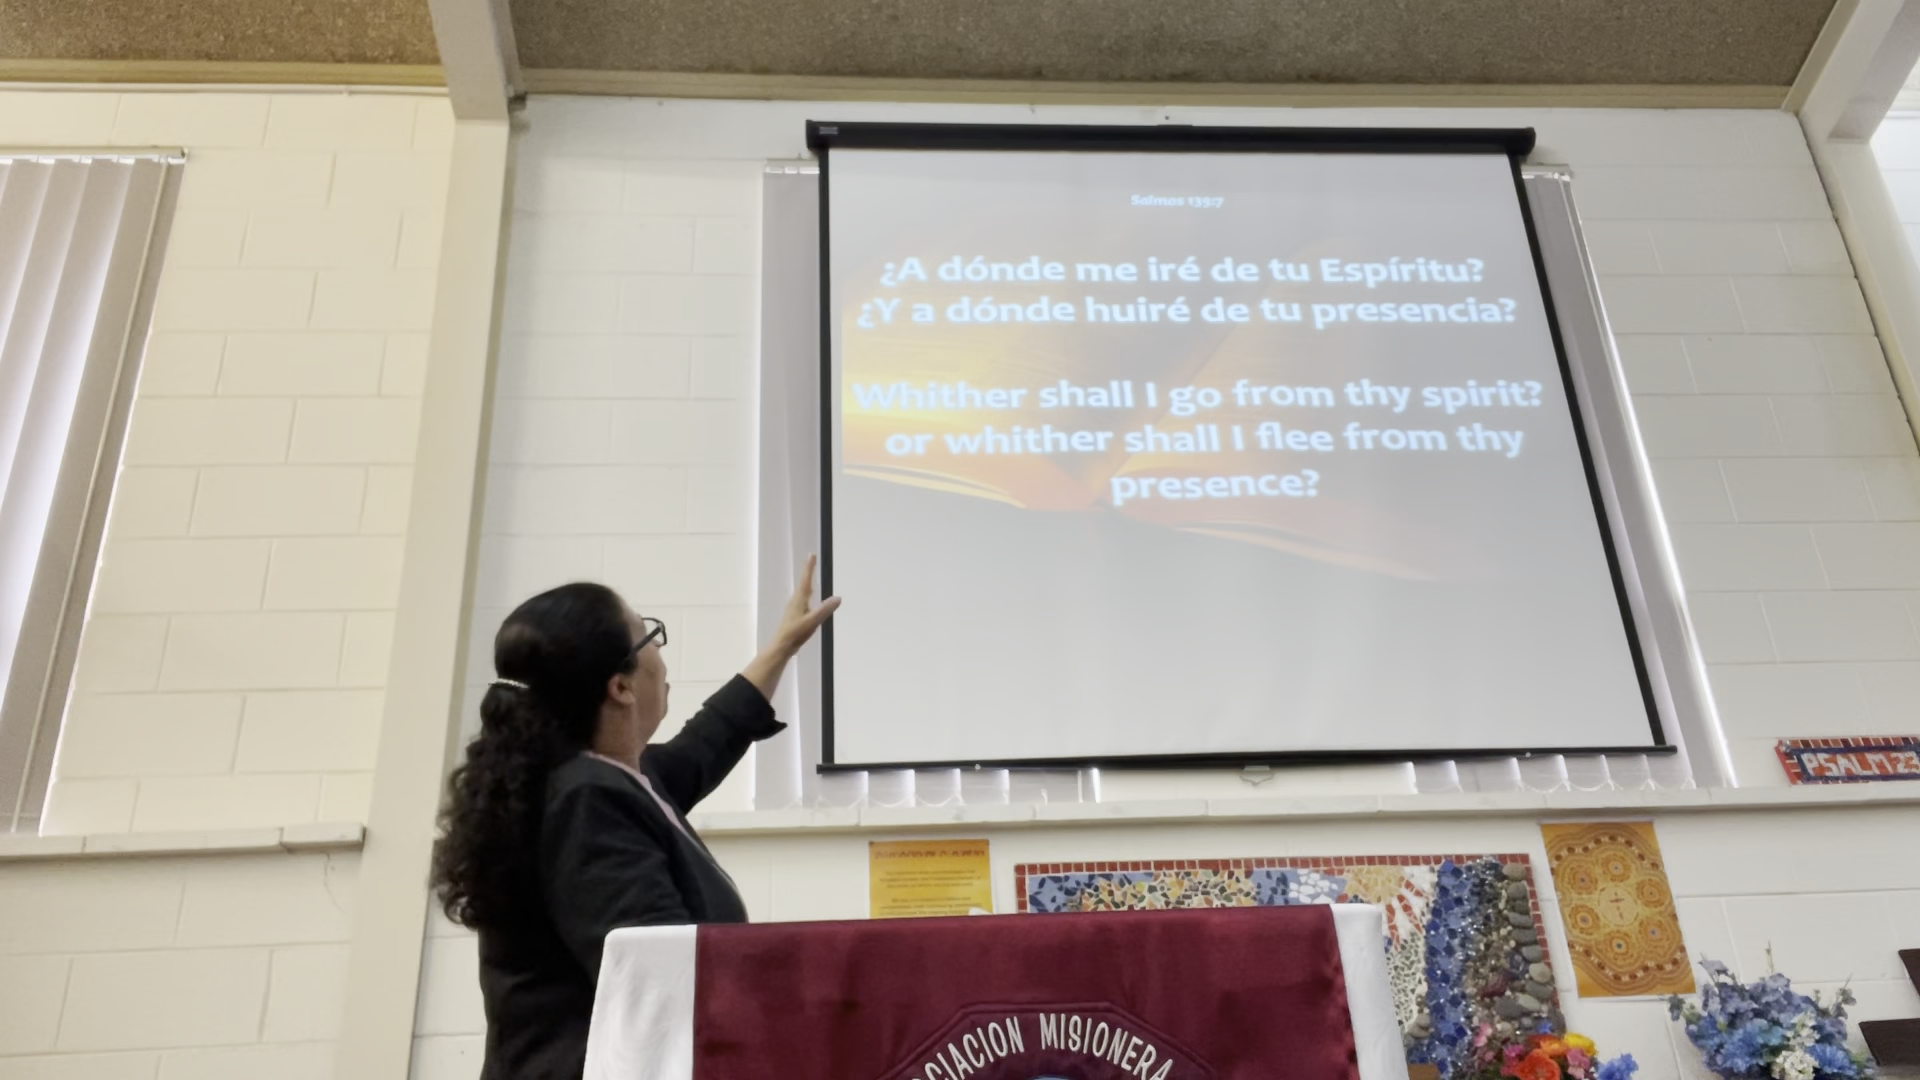 Salmos 139:7
¿A dónde me iré de tu Espíritu?
¿Y a dónde huiré de tu presencia?
Whither shall I go from thy spirit?
or whither shall I flee from thy
presence?
PSALM 23
CIACION MISIONERA